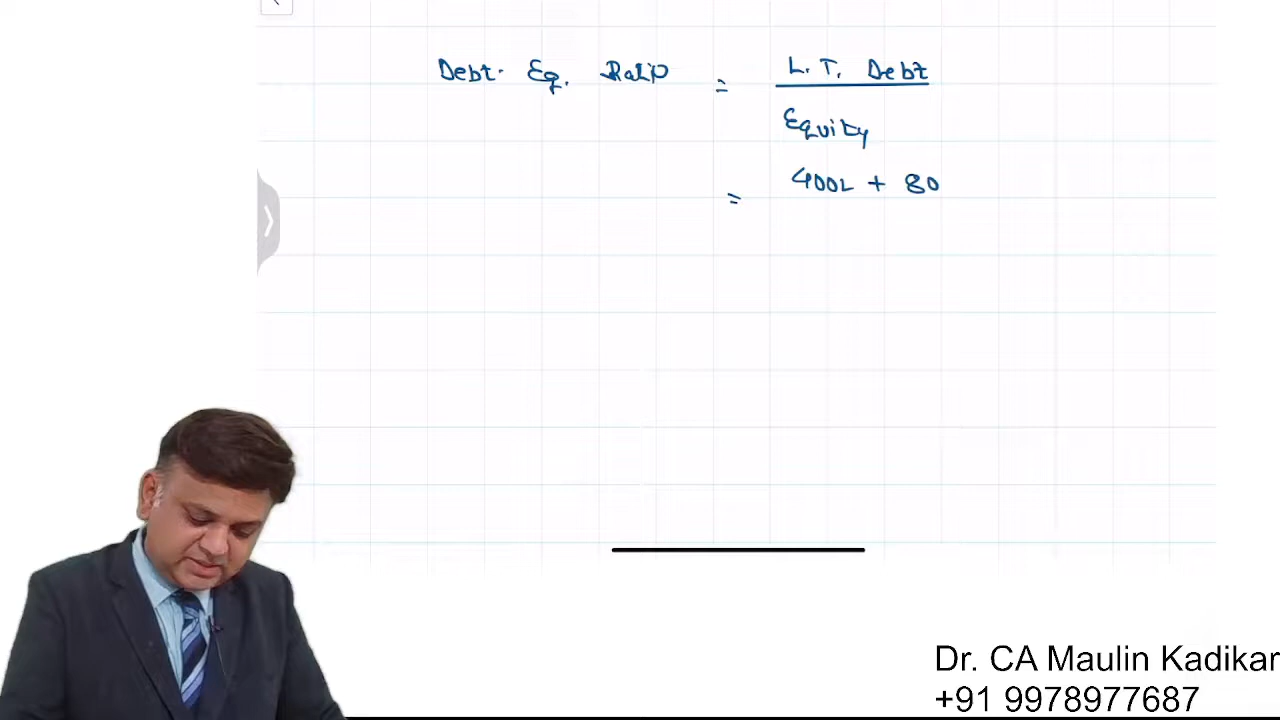 Debt. Eq. Ratio = L. T. Debt
Equity
= 400L + 80
Dr. CA Maulin Kadikar
+91 9978977687